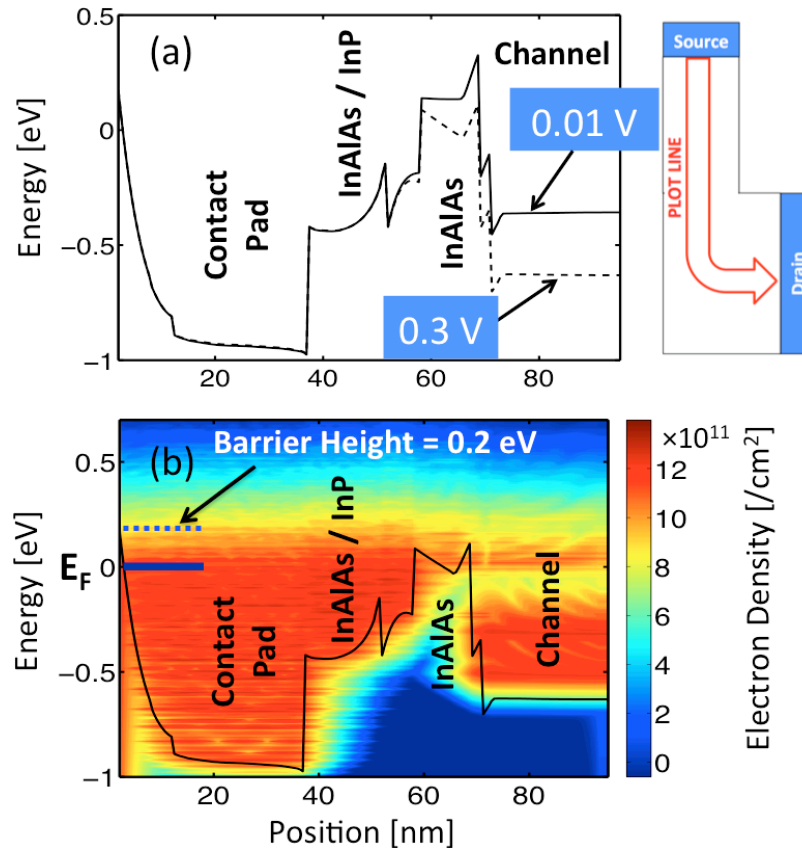 (a)
InAlAs / InP
Channel
Source
0.01 V
Contact
Pad
InAlAs
0.3 V
PLOT LINE
Drain
Energy [eV]
0
−0.5
−1
20
40
60
80
(b)
Barrier Height = 0.2 eV
InAlAs / InP
E_F
Contact
Pad
InAlAs
Channel
Energy [eV]
0.5
0
−0.5
−1
20
40
60
80
Position [nm]
×10¹¹
12
10
8
6
4
2
0
Electron Density [/cm²]